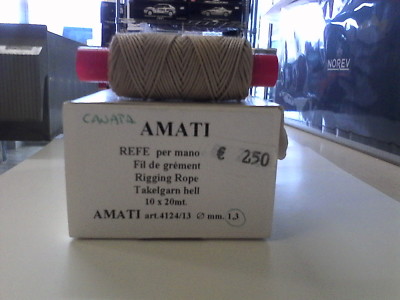 NOREV
CANAPA
AMATI
REFE per mano € 250
Fil de grément
Rigging Rope
Takelgarn hell
10 x 20mt.
AMATI art.4124/13 Ø mm. 1,3